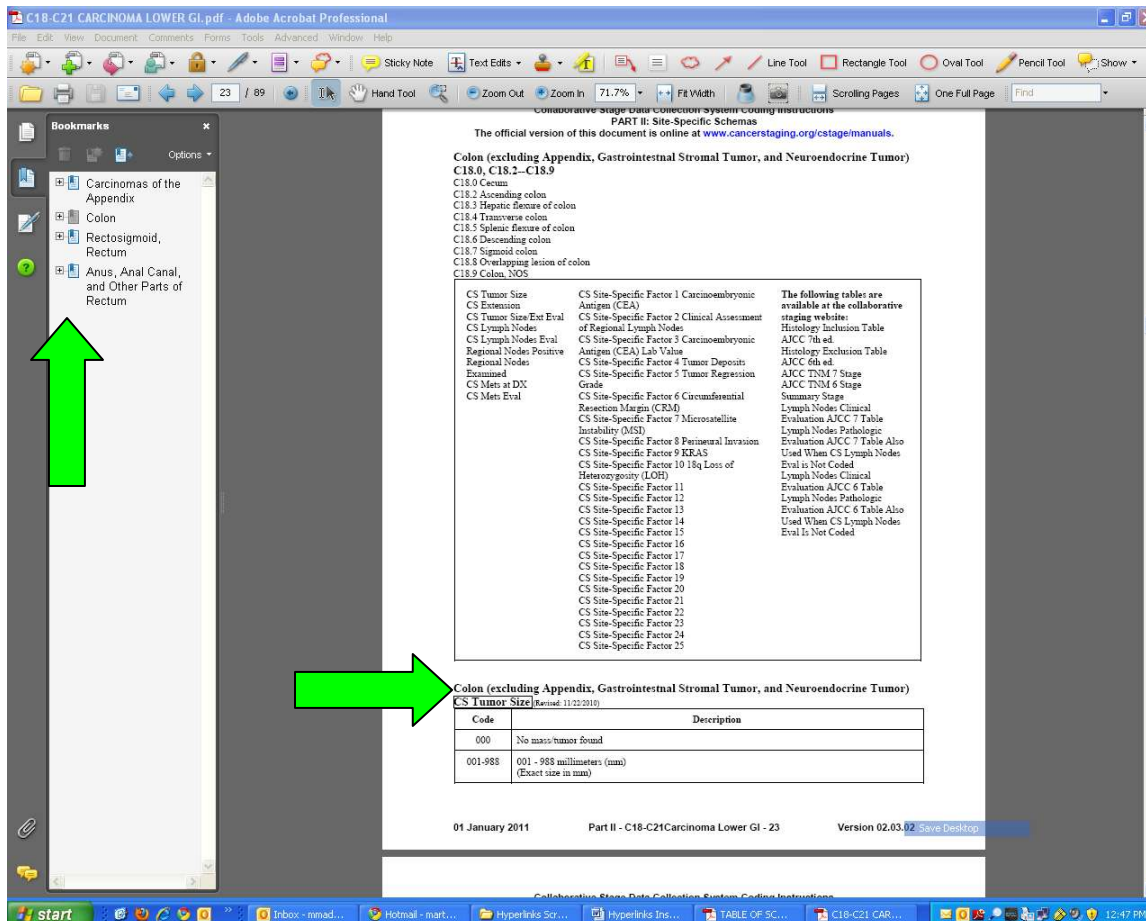 C18-C21 CARCINOMA LOWER GI.pdf - Adobe Acrobat Professional
File Edit View Document Comments Forms Tools Advanced Window Help
Sticky Note Text Edits Line Tool Rectangle Tool Oval Tool Pencil Tool Show
23 / 89 Hand Tool Zoom Out Zoom In 71.7% Fit Width Scrolling Pages One Full Page Find
Bookmarks
Options
Carcinomas of the
Appendix
Colon
Rectosigmoid,
Rectum
Anus, Anal Canal,
and Other Parts of
Rectum
Collaborative Stage Data Collection System Coding Instructions
PART II: Site-Specific Schemas
The official version of this document is online at www.cancerstaging.org/cstage/manuals.
Colon (excluding Appendix, Gastrointestnal Stromal Tumor, and Neuroendocrine Tumor)
C18.0, C18.2--C18.9
C18.0 Cecum
C18.2 Ascending colon
C18.3 Hepatic flexure of colon
C18.4 Transverse colon
C18.5 Splenic flexure of colon
C18.6 Descending colon
C18.7 Sigmoid colon
C18.8 Overlapping lesion of colon
C18.9 Colon, NOS
CS Tumor Size
CS Extension
CS Tumor Size/Ext Eval
CS Lymph Nodes
CS Lymph Nodes Eval
Regional Nodes Positive
Regional Nodes
Examined
CS Mets at DX
CS Mets Eval
CS Site-Specific Factor 1 Carcinoembryonic
Antigen (CEA)
CS Site-Specific Factor 2 Clinical Assessment
of Regional Lymph Nodes
CS Site-Specific Factor 3 Carcinoembryonic
Antigen (CEA) Lab Value
CS Site-Specific Factor 4 Tumor Deposits
CS Site-Specific Factor 5 Tumor Regression
Grade
CS Site-Specific Factor 6 Circumferential
Resection Margin (CRM)
CS Site-Specific Factor 7 Microsatellite
Instability (MSI)
CS Site-Specific Factor 8 Perineural Invasion
CS Site-Specific Factor 9 KRAS
CS Site-Specific Factor 10 18q Loss of
Heterozygosity (LOH)
CS Site-Specific Factor 11
CS Site-Specific Factor 12
CS Site-Specific Factor 13
CS Site-Specific Factor 14
CS Site-Specific Factor 15
CS Site-Specific Factor 16
CS Site-Specific Factor 17
CS Site-Specific Factor 18
CS Site-Specific Factor 19
CS Site-Specific Factor 20
CS Site-Specific Factor 21
CS Site-Specific Factor 22
CS Site-Specific Factor 23
CS Site-Specific Factor 24
CS Site-Specific Factor 25
The following tables are
available at the collaborative
staging website:
Histology Inclusion Table
AJCC 7th ed.
Histology Exclusion Table
AJCC 6th ed.
AJCC TNM 7 Stage
AJCC TNM 6 Stage
Summary Stage
Lymph Nodes Clinical
Evaluation AJCC 7 Table
Lymph Nodes Pathologic
Evaluation AJCC 7 Table Also
Used When CS Lymph Nodes
Eval is Not Coded
Lymph Nodes Clinical
Evaluation AJCC 6 Table
Lymph Nodes Pathologic
Evaluation AJCC 6 Table Also
Used When CS Lymph Nodes
Eval Is Not Coded
Colon (excluding Appendix, Gastrointestnal Stromal Tumor, and Neuroendocrine Tumor)
CS Tumor Size (Revised: 11/22/2010)
Code Description
000 No mass/tumor found
001-988 001 - 988 millimeters (mm)
(Exact size in mm)
01 January 2011 Part II - C18-C21Carcinoma Lower GI - 23 Version 02.03.02
Save Desktop
Collaborative Stage Data Collection System Coding Instructions
start Inbox - mmad... Hotmail - mart... Hyperlinks Scr... Hyperlinks Ins... TABLE OF SC... C18-C21 CAR... 12:47 PM